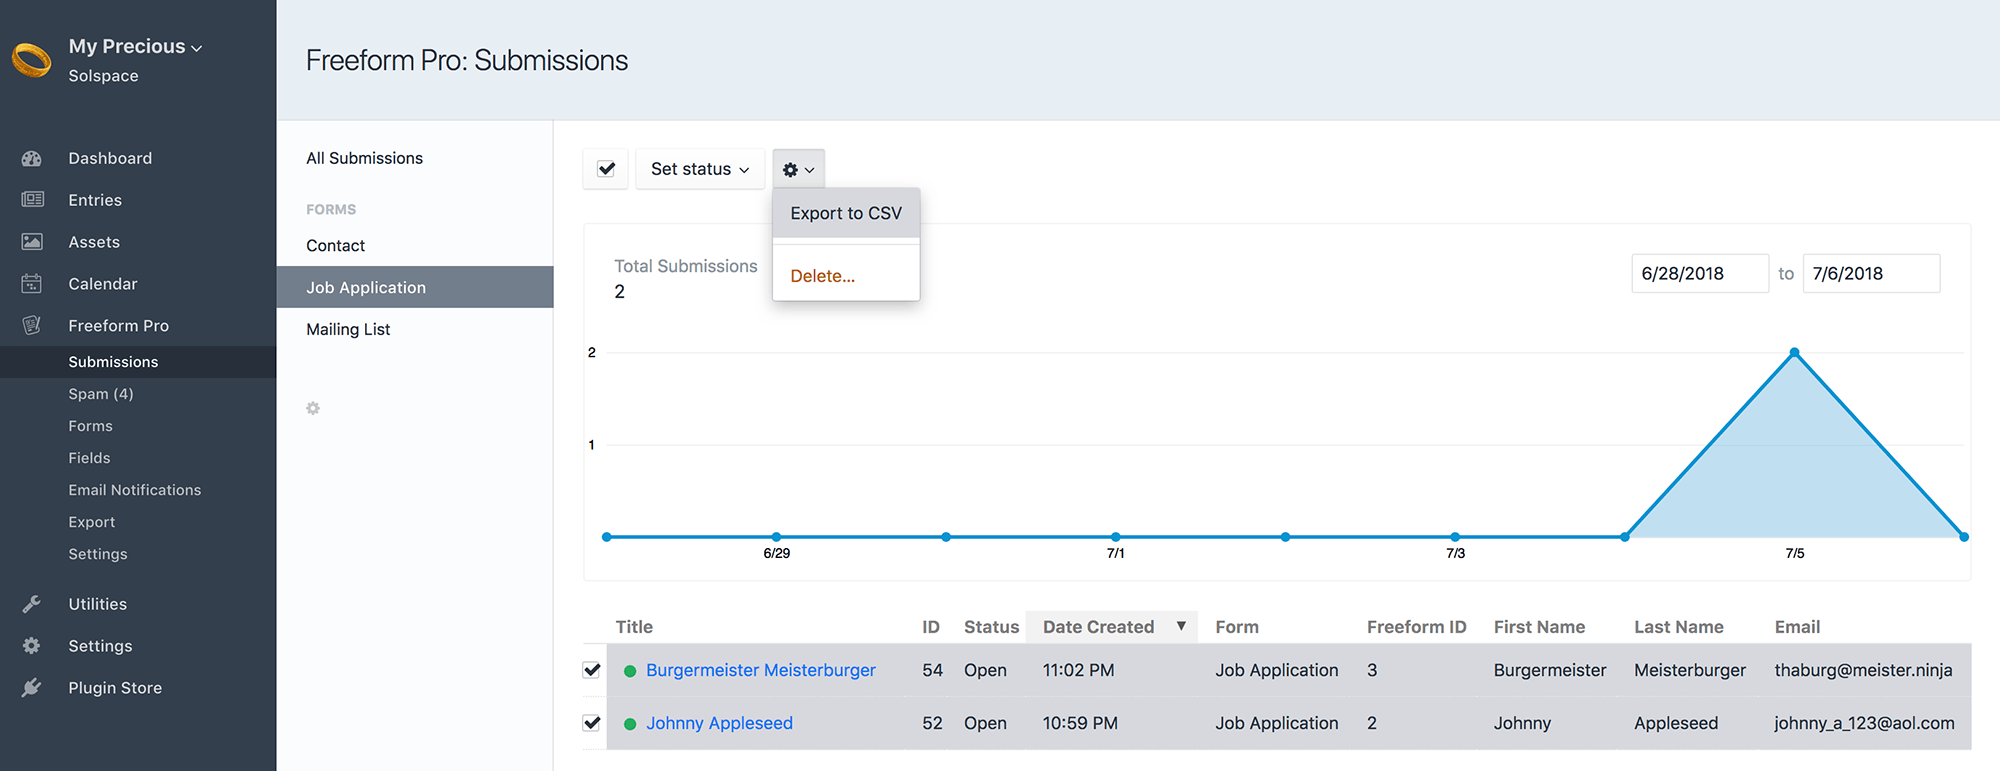 My Precious
Solspace
Dashboard
Entries
Assets
Calendar
Freeform Pro
Submissions
Spam (4)
Forms
Fields
Email Notifications
Export
Settings
Utilities
Settings
Plugin Store
Freeform Pro: Submissions
All Submissions
FORMS
Contact
Job Application
Mailing List
Set status
Export to CSV
Delete...
Total Submissions
2
6/28/2018 to 7/6/2018
2
1
6/29 7/1 7/3 7/5
Title ID Status Date Created ▼ Form Freeform ID First Name Last Name Email
Burgermeister Meisterburger 54 Open 11:02 PM Job Application 3 Burgermeister Meisterburger thaburg@meister.ninja
Johnny Appleseed 52 Open 10:59 PM Job Application 2 Johnny Appleseed johnny_a_123@aol.com